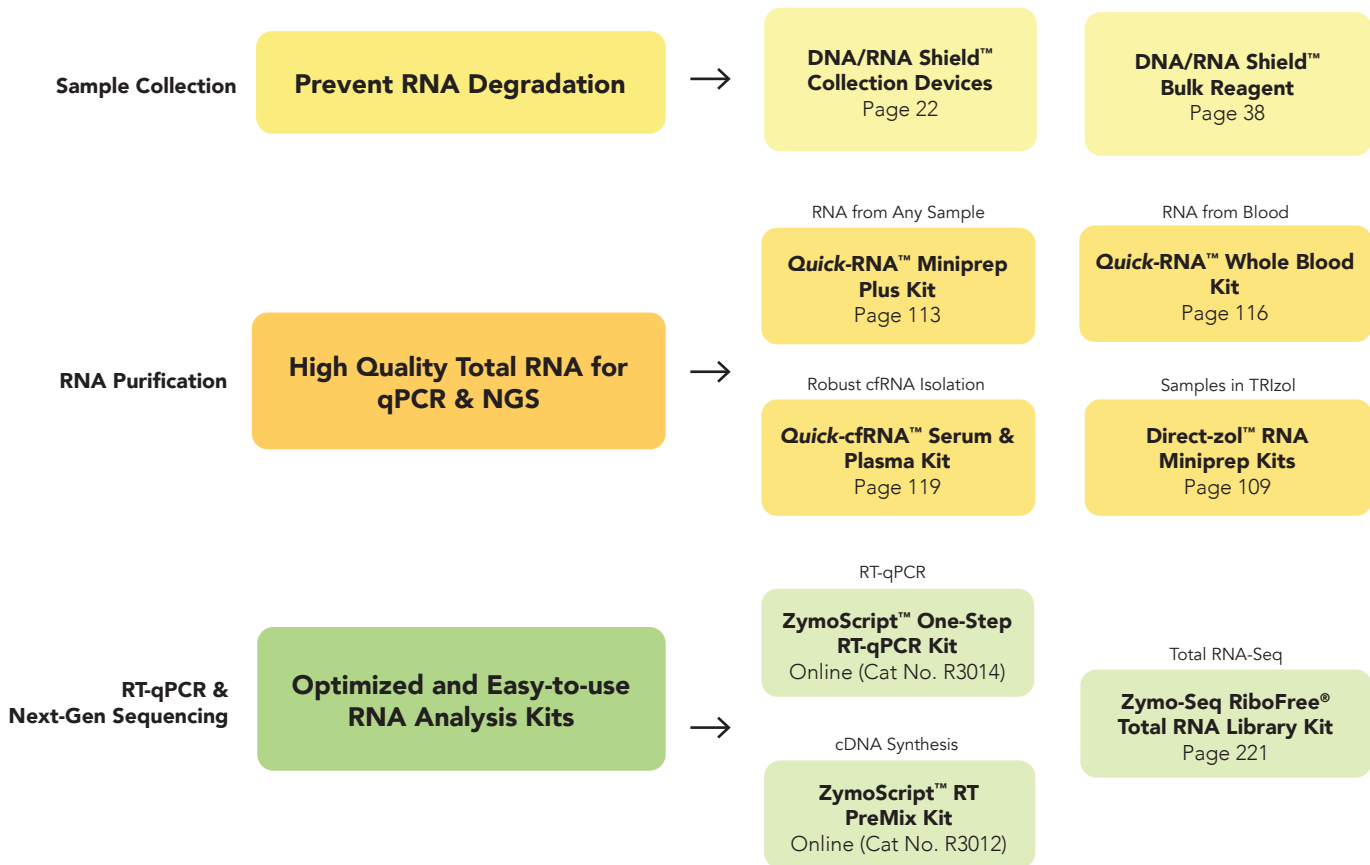 Sample Collection
Prevent RNA Degradation
→
DNA/RNA Shield™
Collection Devices
Page 22
DNA/RNA Shield™
Bulk Reagent
Page 38
RNA Purification
High Quality Total RNA for
qPCR & NGS
→
RNA from Any Sample
Quick-RNA™ Miniprep
Plus Kit
Page 113
RNA from Blood
Quick-RNA™ Whole Blood
Kit
Page 116
Robust cfRNA Isolation
Quick-cfRNA™ Serum &
Plasma Kit
Page 119
Samples in TRIzol
Direct-zol™ RNA
Miniprep Kits
Page 109
RT-qPCR &
Next-Gen Sequencing
Optimized and Easy-to-use
RNA Analysis Kits
→
RT-qPCR
ZymoScript™ One-Step
RT-qPCR Kit
Online (Cat No. R3014)
cDNA Synthesis
ZymoScript™ RT
PreMix Kit
Online (Cat No. R3012)
Total RNA-Seq
Zymo-Seq RiboFree®
Total RNA Library Kit
Page 221